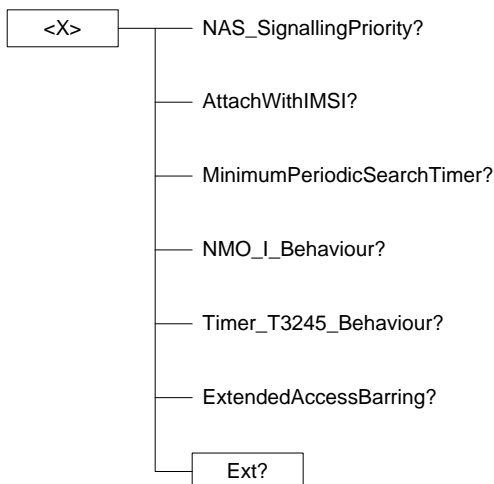 <X>
NAS_SignallingPriority?
AttachWithIMSI?
MinimumPeriodicSearchTimer?
NMO_I_Behaviour?
Timer_T3245_Behaviour?
ExtendedAccessBarring?
Ext?